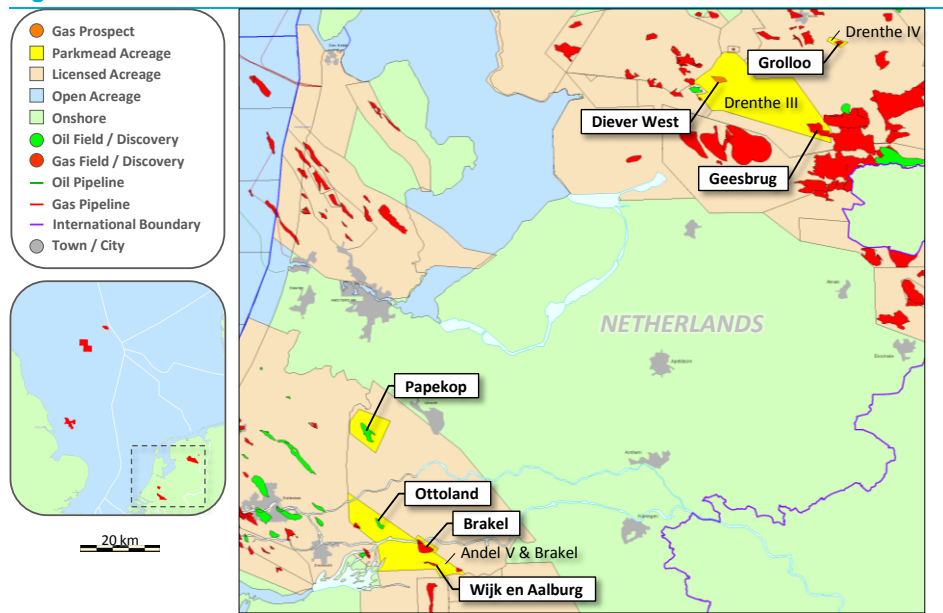 Gas Prospect
Parkmead Acreage
Licensed Acreage
Open Acreage
Onshore
Oil Field / Discovery
Gas Field / Discovery
Oil Pipeline
Gas Pipeline
International Boundary
Town / City
20 km
Drenthe IV
Grolloo
Diever West
Drenthe III
Geesbrug
NETHERLANDS
Apeldoorn
Papekop
Arnhem
Ottoland
Brakel
Andel V & Brakel
Wijk en Aalburg